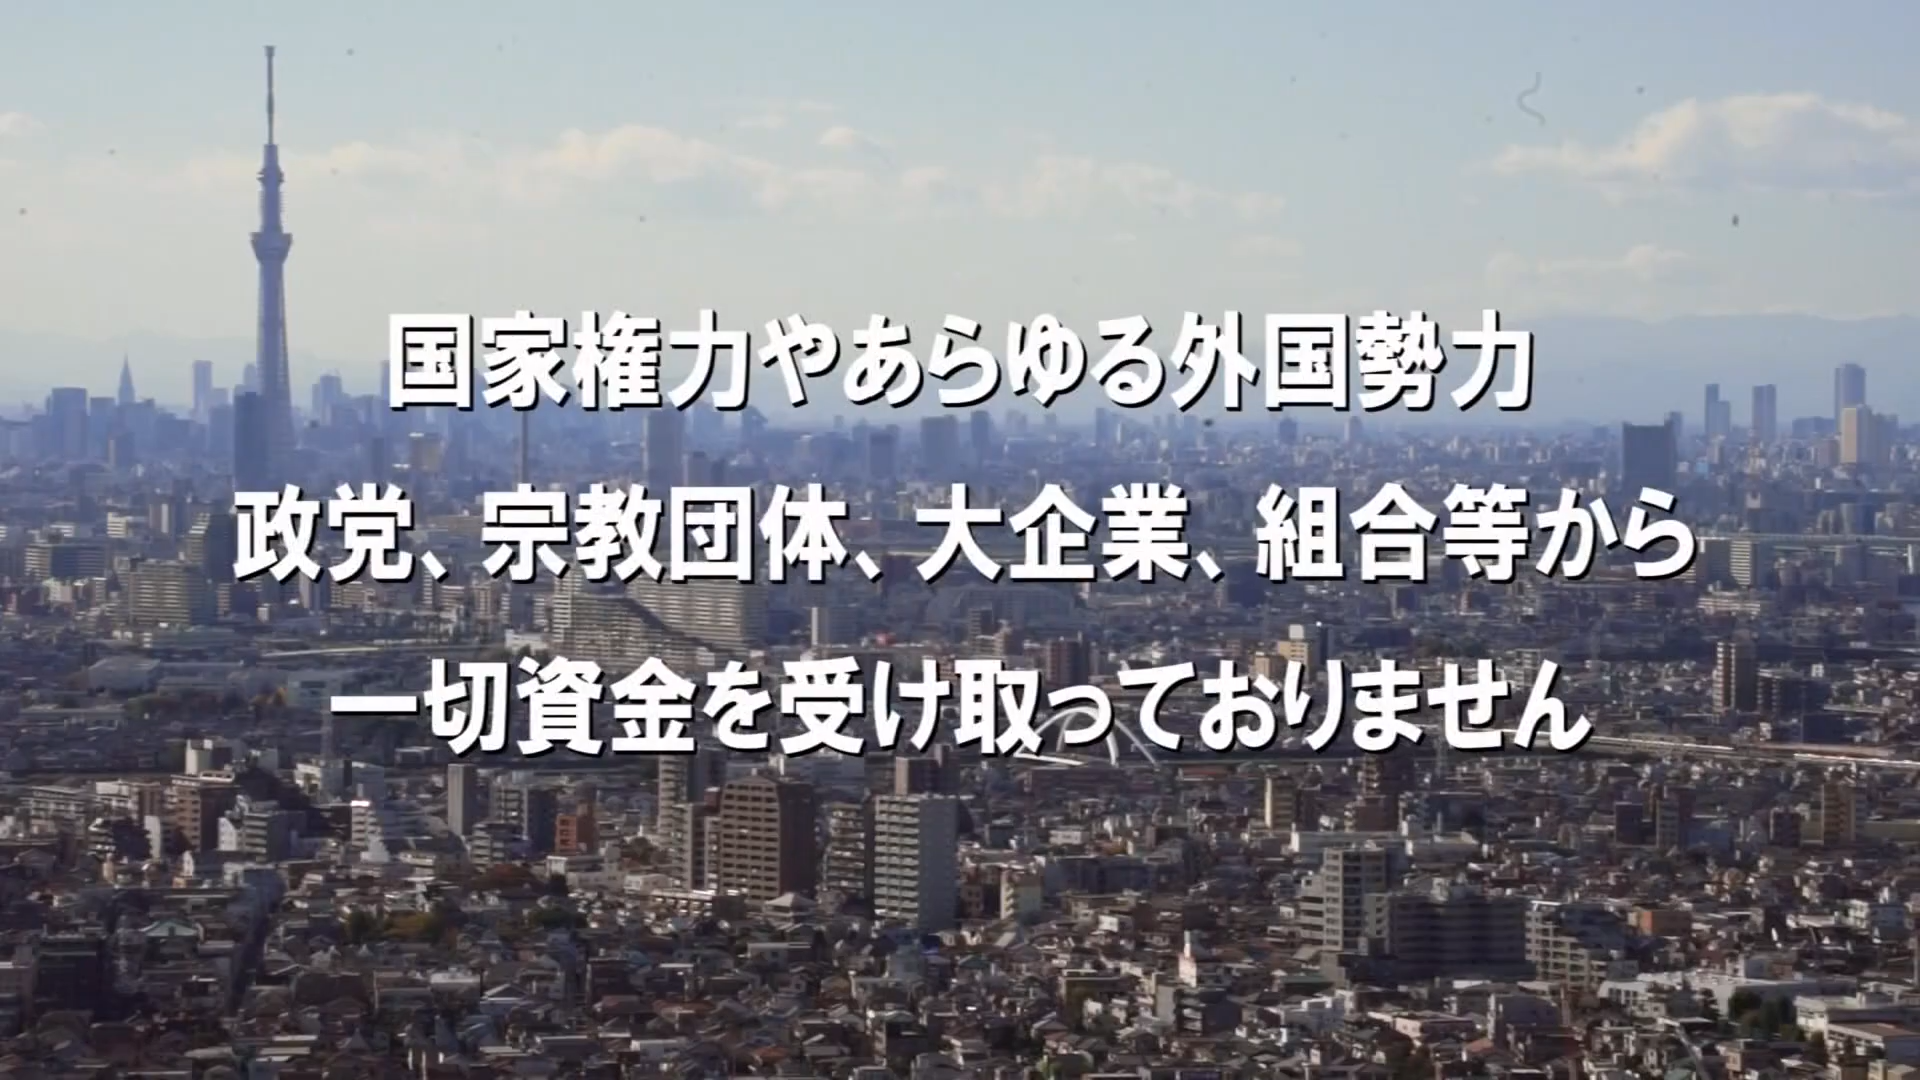 国家権力やあらゆる外国勢力
政党、宗教団体、大企業、組合等から
一切資金を受け取っておりません